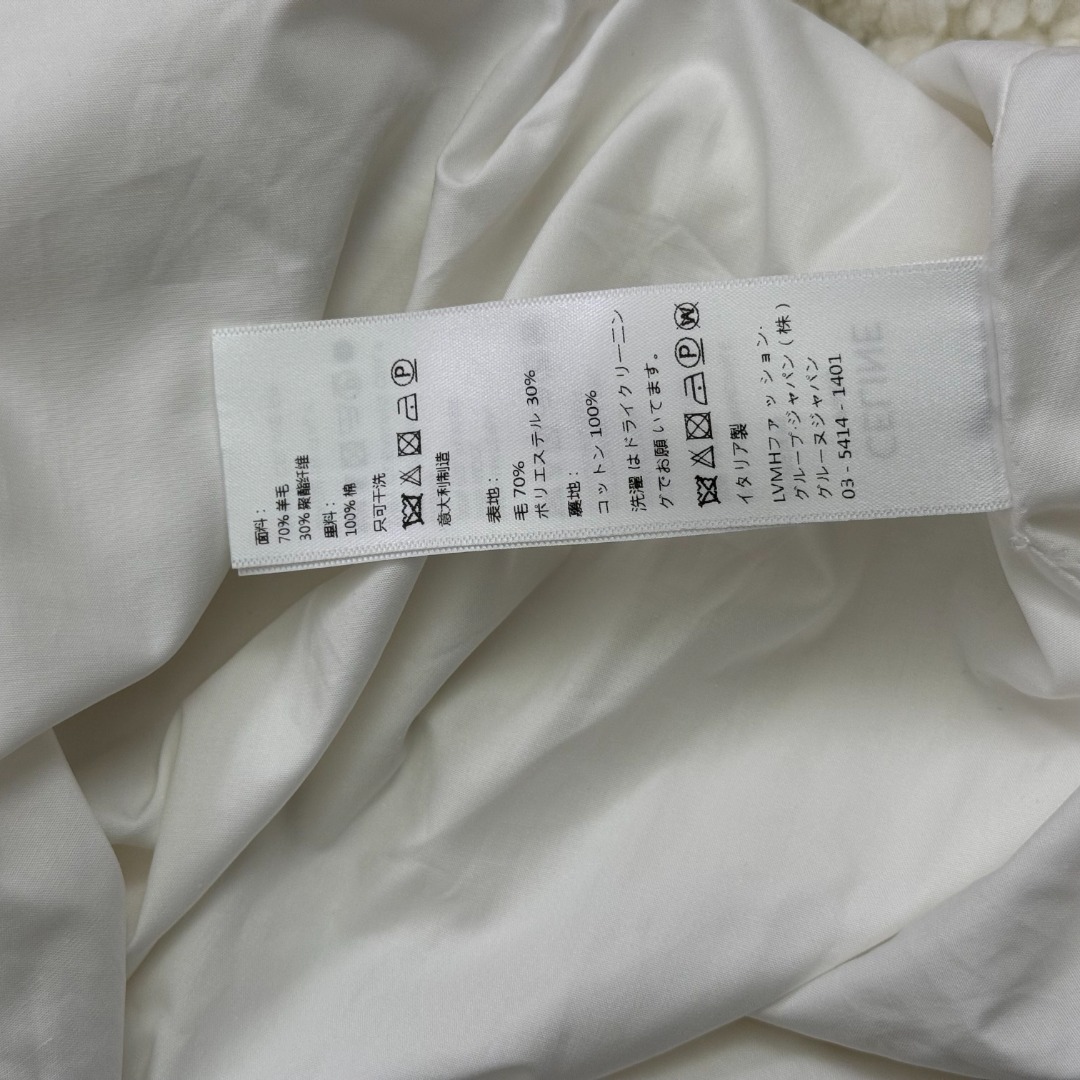 面料：
70% 羊毛
30% 聚酯纤维
里料：
100% 棉
只可干洗
P
意大利制造
表地：
毛 70%
ポリエステル 30%
裏地：
コットン 100%
洗濯はドライクリーニン
グでお願いてます。
P W
イタリア製
LVMHファッション·
グループ·ジャパン (株)
グルーヌジャパン
03 - 5414 - 1401
CELINE